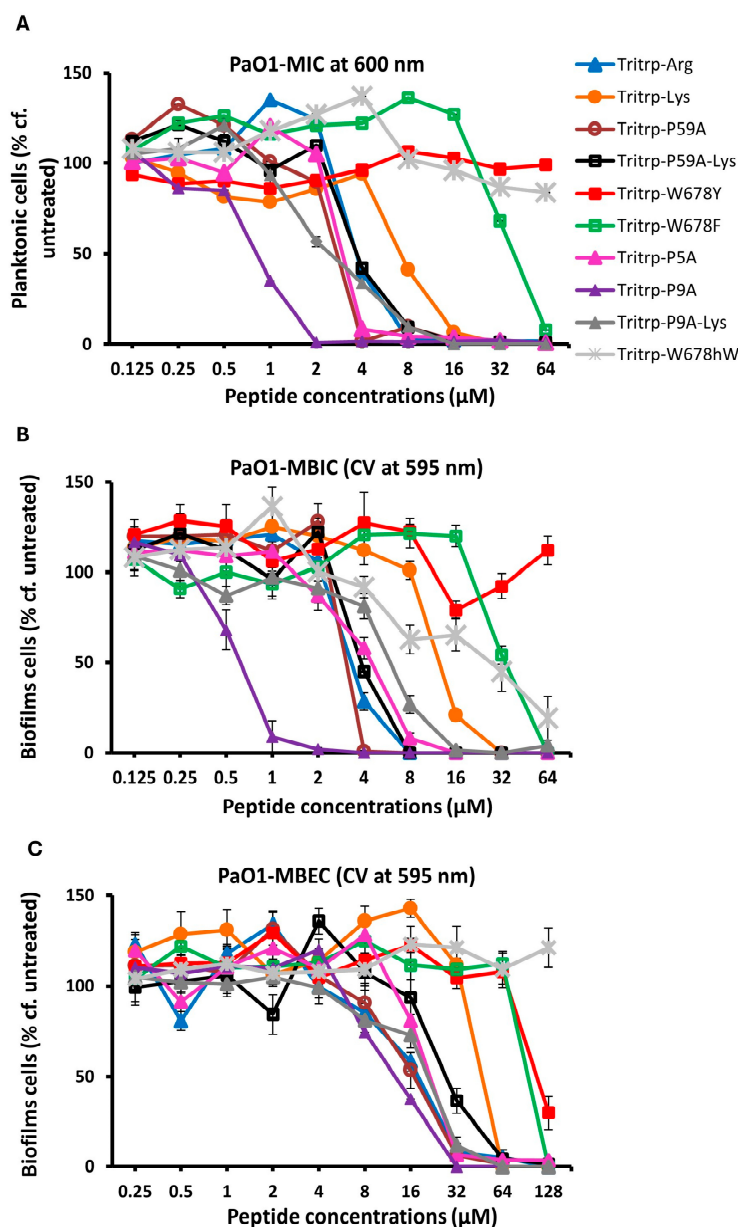 A
PaO1-MIC at 600 nm
Planktonic cells (% cf.
untreated)
150
100
50
0
0.125 0.25 0.5 1 2 4 8 16 32 64
Peptide concentrations (µM)
Tritrp-Arg
Tritrp-Lys
Tritrp-P59A
Tritrp-P59A-Lys
Tritrp-W678Y
Tritrp-W678F
Tritrp-P5A
Tritrp-P9A
Tritrp-P9A-Lys
Tritrp-W678hW
B
PaO1-MBIC (CV at 595 nm)
Biofilms cells (% cf. untreated)
150
100
50
0
0.125 0.25 0.5 1 2 4 8 16 32 64
Peptide concentrations (µM)
C
PaO1-MBEC (CV at 595 nm)
Biofilms cells (% cf. untreated)
150
100
50
0
0.25 0.5 1 2 4 8 16 32 64 128
Peptide concentrations (µM)